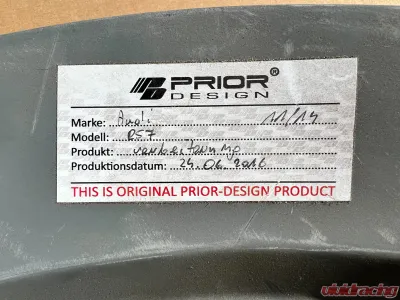 PRIOR®
DESIGN
Marke: Audi 11/14
Modell: RS7
Produkt: verbreiterung
Produktionsdatum: 24.06.2016
THIS IS ORIGINAL PRIOR-DESIGN PRODUCT
vividracing